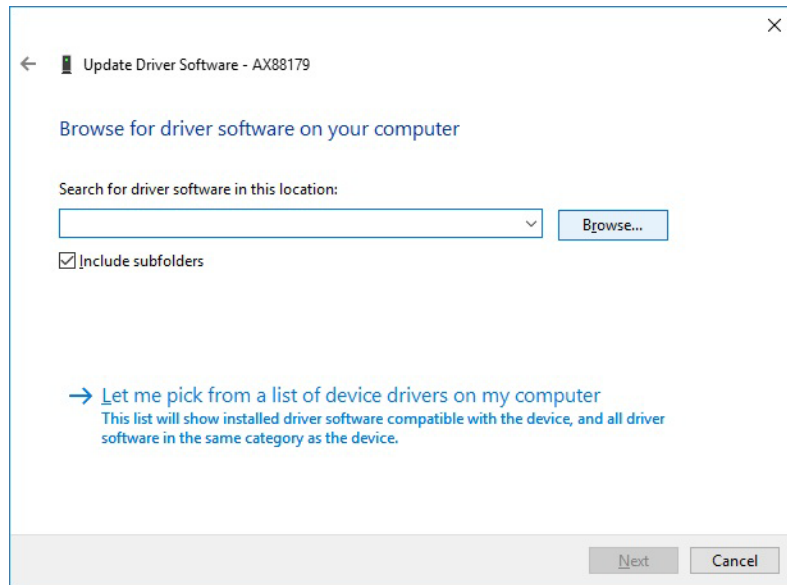 Update Driver Software - AX88179
Browse for driver software on your computer
Search for driver software in this location:
Browse...
Include subfolders
Let me pick from a list of device drivers on my computer
This list will show installed driver software compatible with the device, and all driver
software in the same category as the device.
Next
Cancel